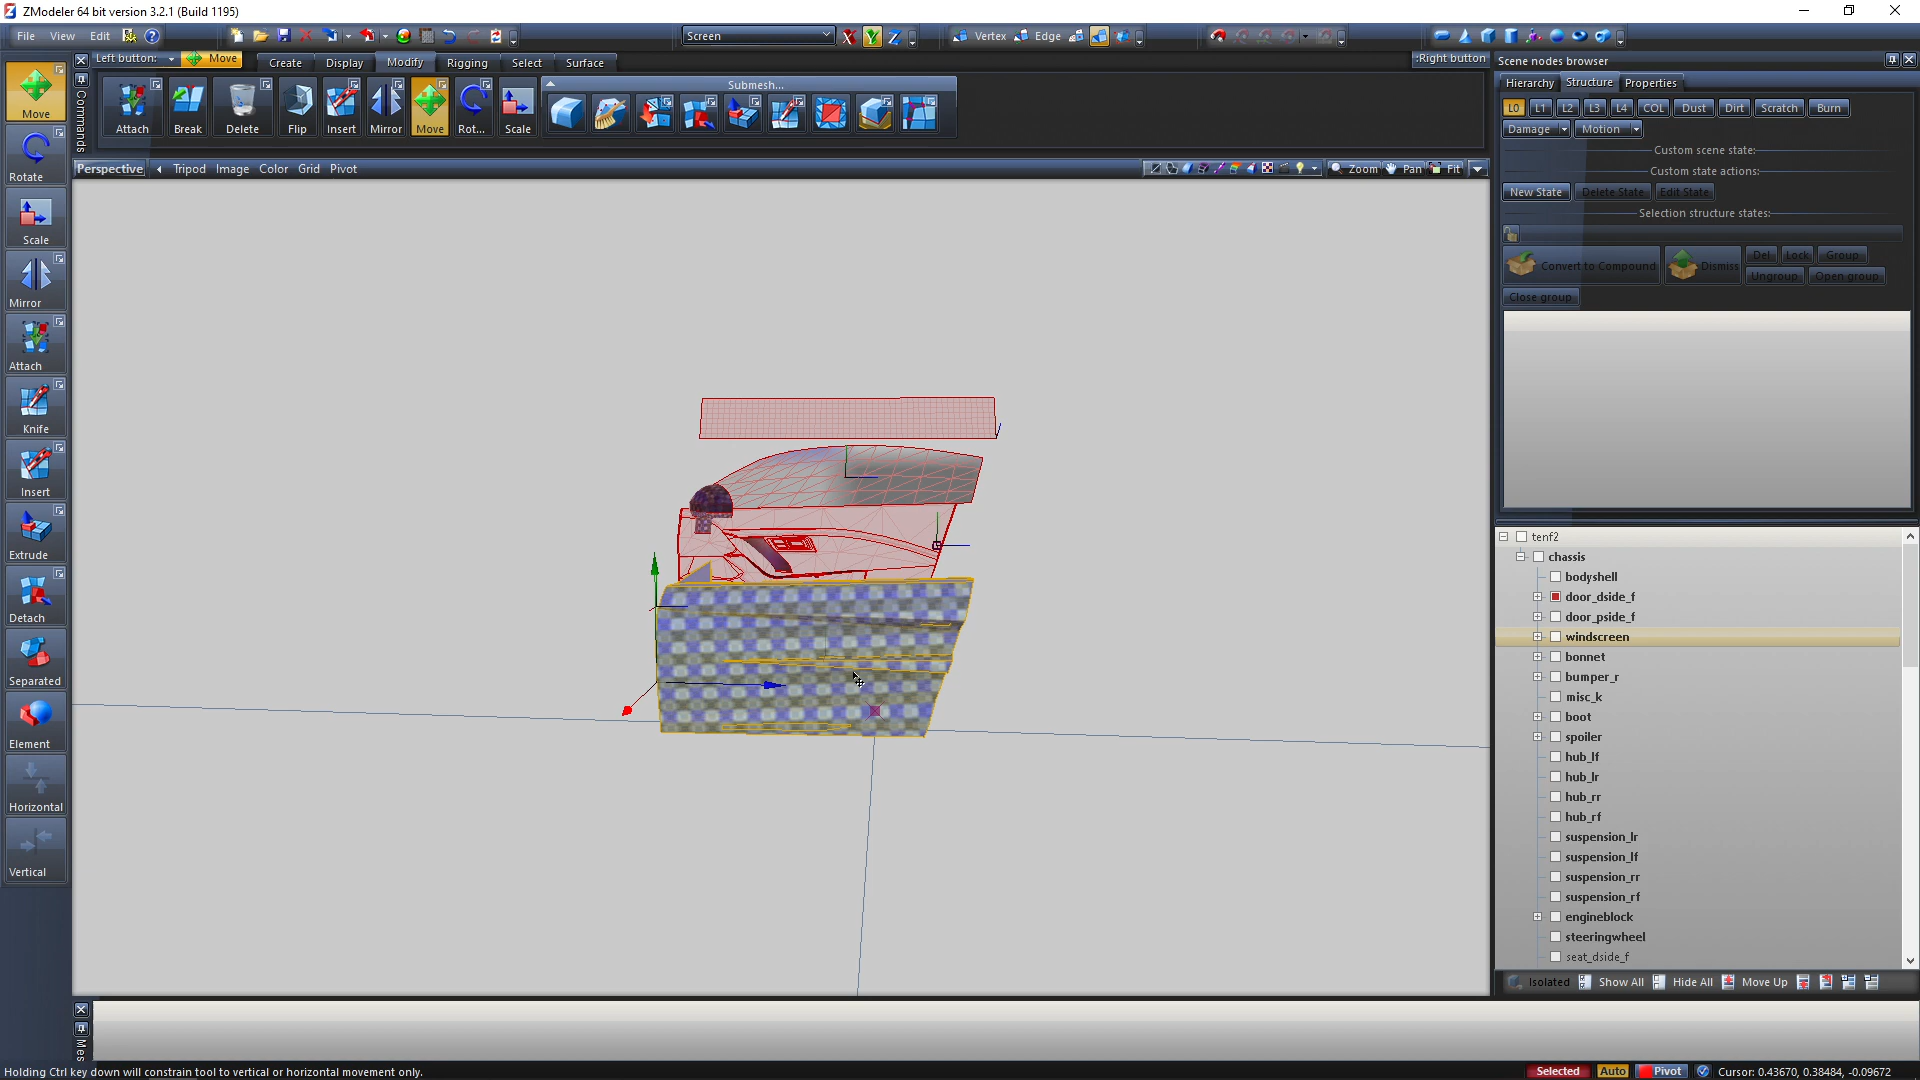 ZModeler 64 bit version 3.2.1 (Build 1195)
File View Edit
Screen
X Y Z
Vertex Edge
Left button: Move
Create Display Modify Rigging Select Surface
:Right button
Commands
Attach Break Delete Flip Insert Mirror Move Rot... Scale
Submesh...
Move
Rotate
Scale
Mirror
Attach
Knife
Insert
Extrude
Detach
Separated
Element
Horizontal
Vertical
Perspective Tripod Image Color Grid Pivot
Zoom Pan Fit
Scene nodes browser
Hierarchy Structure Properties
L0 L1 L2 L3 L4 COL Dust Dirt Scratch Burn
Damage Motion
Custom scene state:
Custom state actions:
New State Delete State Edit State
Selection structure states:
Convert to Compound Dismiss Del Lock Group
Ungroup Open group
Close group
tenf2
chassis
bodyshell
door_dside_f
door_pside_f
windscreen
bonnet
bumper_r
misc_k
boot
spoiler
hub_lf
hub_lr
hub_rr
hub_rf
suspension_lr
suspension_lf
suspension_rr
suspension_rf
engineblock
steeringwheel
seat_dside_f
Isolated Show All Hide All Move Up
Mes
Holding Ctrl key down will constrain tool to vertical or horizontal movement only.
Selected Auto Pivot Cursor: 0.43670, 0.38484, -0.09672